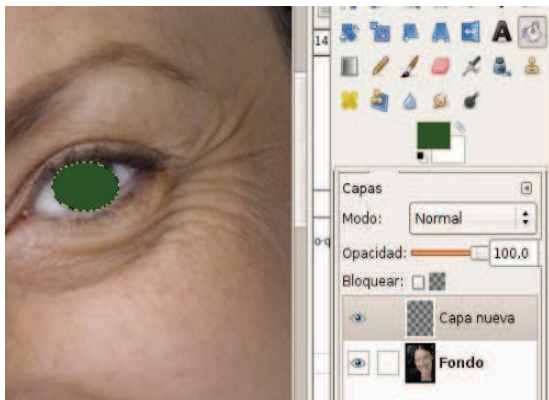 14
A
Capas
Modo: Normal
o·q
Opacidad: 100,0
Bloquear:
Capa nueva
Fondo